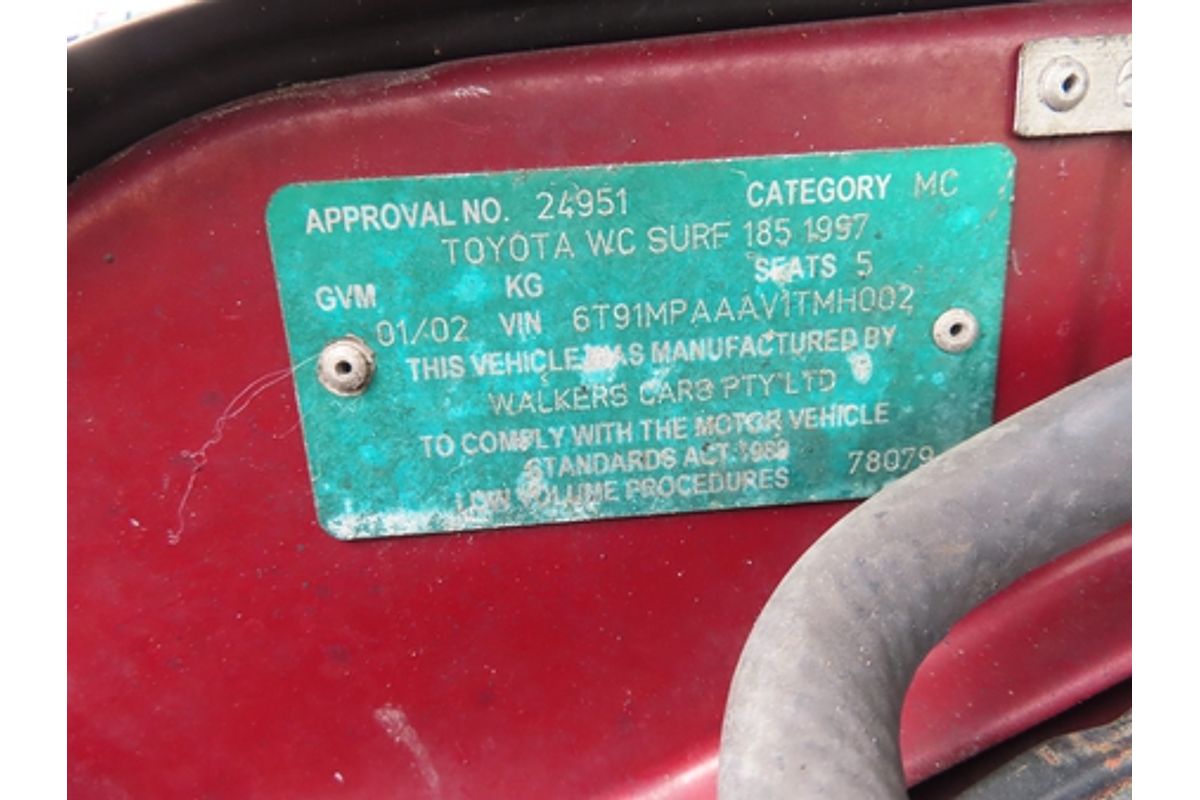 APPROVAL NO. 24951 CATEGORY MC
TOYOTA WC SURF 185 1997
GVM KG SEATS 5
01/02 VIN 6T91MPAAAV1TMH002
THIS VEHICLE WAS MANUFACTURED BY
WALKERS CARS PTY LTD
TO COMPLY WITH THE MOTOR VEHICLE
STANDARDS ACT 1989
LOW VOLUME PROCEDURES 78079